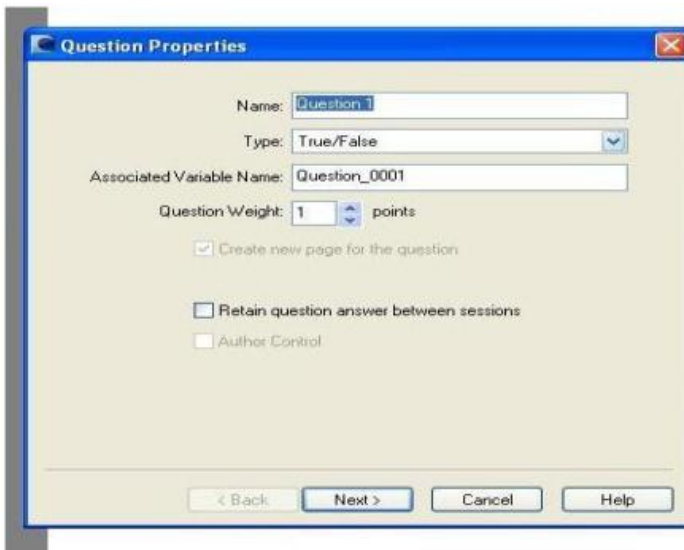 Question Properties
Name: Question 1
Type: True/False
Associated Variable Name: Question_0001
Question Weight: 1 points
Create new page for the question
Retain question answer between sessions
Author Control
< Back Next > Cancel Help